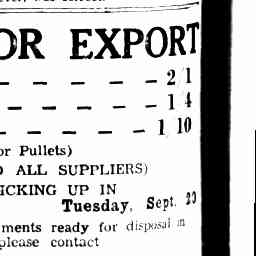 OR EXPORT
– – – – – 2 1
– – – – – 1 4
– – – – – 1 10
or Pullets)
ALL SUPPLIERS)
ICKING UP IN
Tuesday, Sept.
ments ready for disposal in
please contact